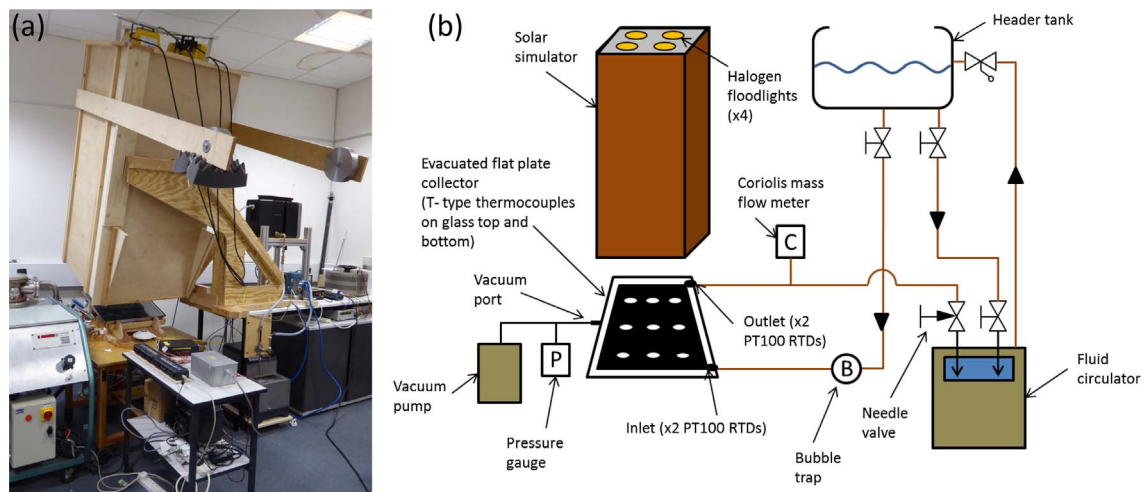 (a)
(b)
Solar
simulator
Halogen
floodlights
(x4)
Header tank
Evacuated flat plate
collector
(T- type thermocouples
on glass top and
bottom)
Coriolis mass
flow meter
C
Vacuum
port
Outlet (x2
PT100 RTDs)
P
B
Vacuum
pump
Pressure
gauge
Inlet (x2 PT100 RTDs)
Bubble
trap
Needle
valve
Fluid
circulator